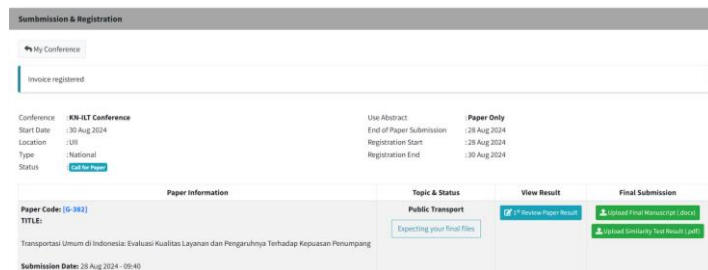 Sumbmission & Registration
My Conference
Invoice registered
Conference : KN-ILT Conference
Start Date : 30 Aug 2024
Location : UII
Type : National
Status : Call for Paper
Use Abstract : Paper Only
End of Paper Submission : 28 Aug 2024
Registration Start : 28 Aug 2024
Registration End : 30 Aug 2024
Paper Information Topic & Status View Result Final Submission
Paper Code: [G-382]
TITLE:
Transportasi Umum di Indonesia: Evaluasi Kualitas Layanan dan Pengaruhnya Terhadap Kepuasan Penumpang
Submission Date: 28 Aug 2024 - 09:40
Public Transport
Expecting your final files
1st Review Paper Result
Upload Final Manuscript (.docx)
Upload Similarity Test Result (.pdf)